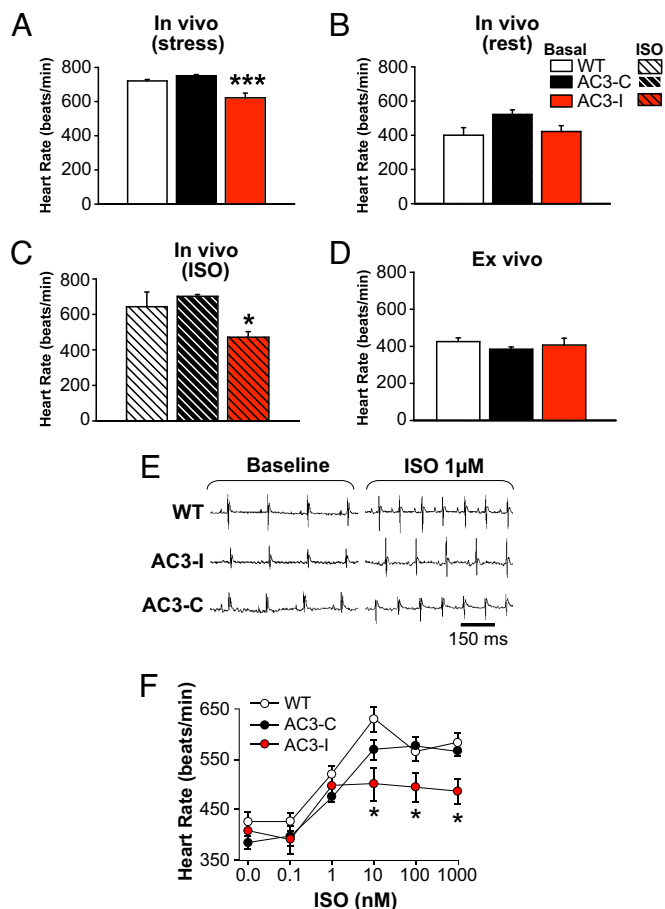 A
In vivo
(stress)
Heart Rate (beats/min)
800
600
400
200
0
***
B
In vivo
(rest)
Heart Rate (beats/min)
800
600
400
200
0
Basal
ISO
WT
AC3-C
AC3-I
C
In vivo
(ISO)
Heart Rate (beats/min)
800
600
400
200
0
*
D
Ex vivo
Heart Rate (beats/min)
800
600
400
200
0
E
Baseline
ISO 1µM
WT
AC3-I
AC3-C
150 ms
F
Heart Rate (beats/min)
650
550
450
350
WT
AC3-C
AC3-I
* * *
0.0 0.1 1 10 100 1000
ISO (nM)